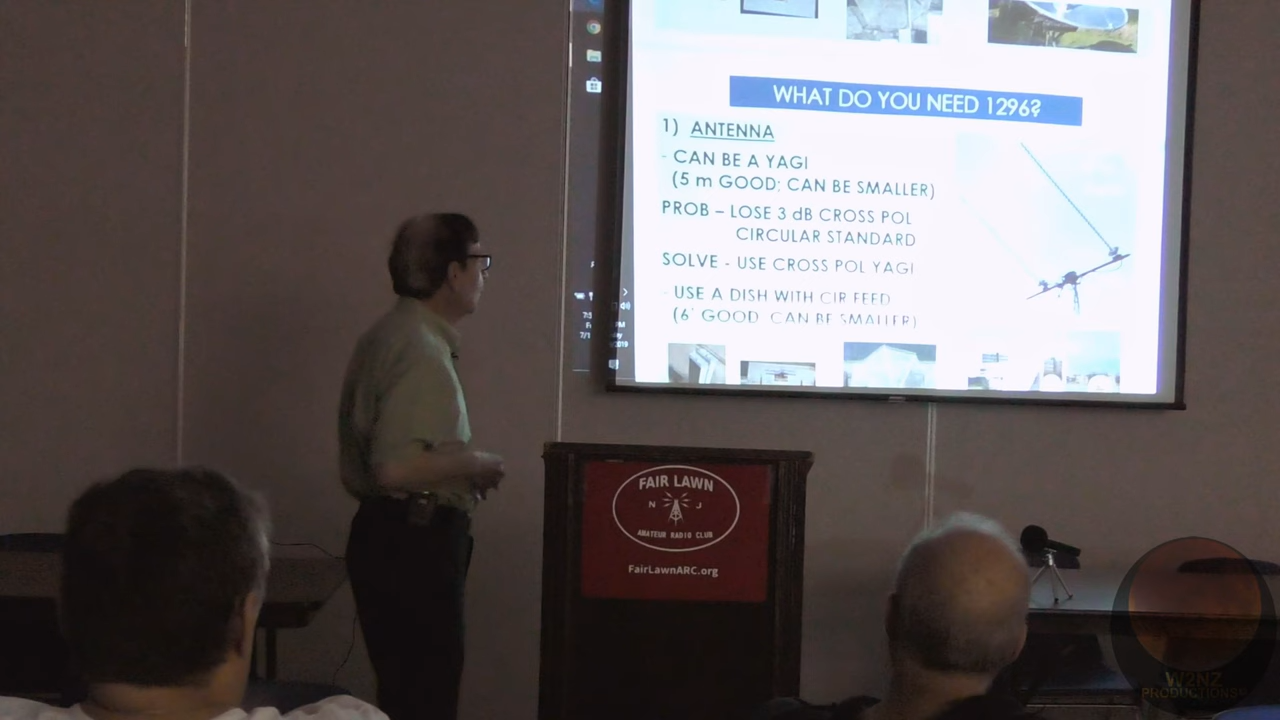 WHAT DO YOU NEED 1296?
1) ANTENNA
- CAN BE A YAGI
(5 m GOOD; CAN BE SMALLER)
PROB – LOSE 3 dB CROSS POL
CIRCULAR STANDARD
SOLVE - USE CROSS POL YAGI
- USE A DISH WITH CIR FEED
(6' GOOD CAN BE SMALLER)
FAIR LAWN
N J
AMATEUR RADIO CLUB
FairLawnARC.org
W2NZ
PRODUCTIONS